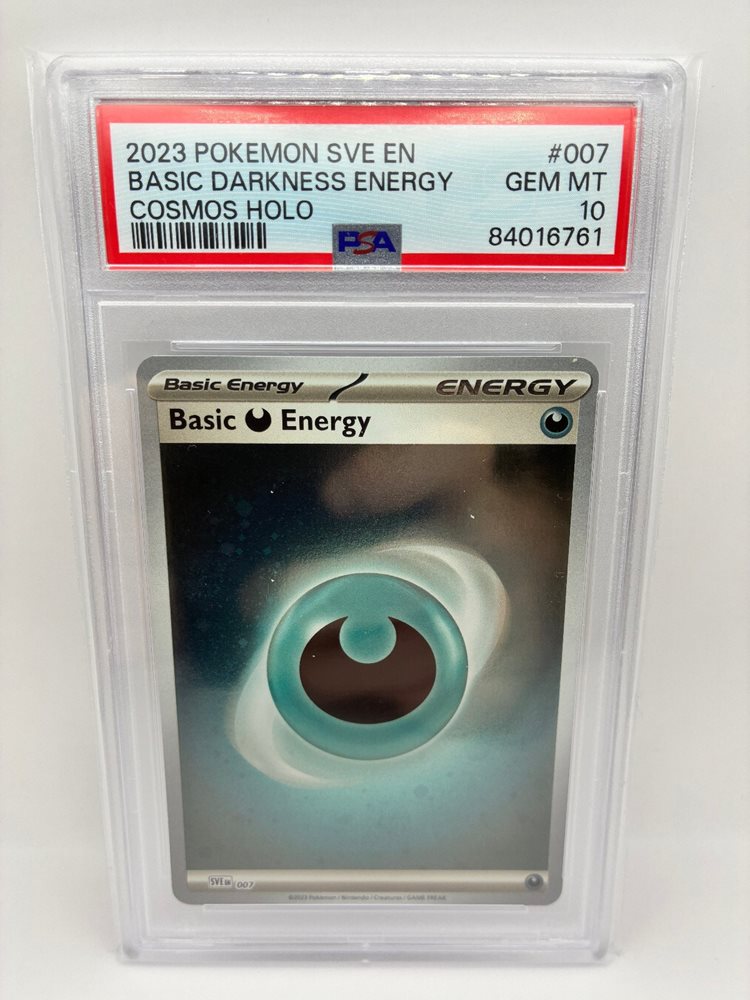 2023 POKEMON SVE EN #007
BASIC DARKNESS ENERGY GEM MT
COSMOS HOLO 10
PSA 84016761
Basic Energy ENERGY
Basic Energy
SVE EN 007
©2023 Pokémon / Nintendo / Creatures / GAME FREAK